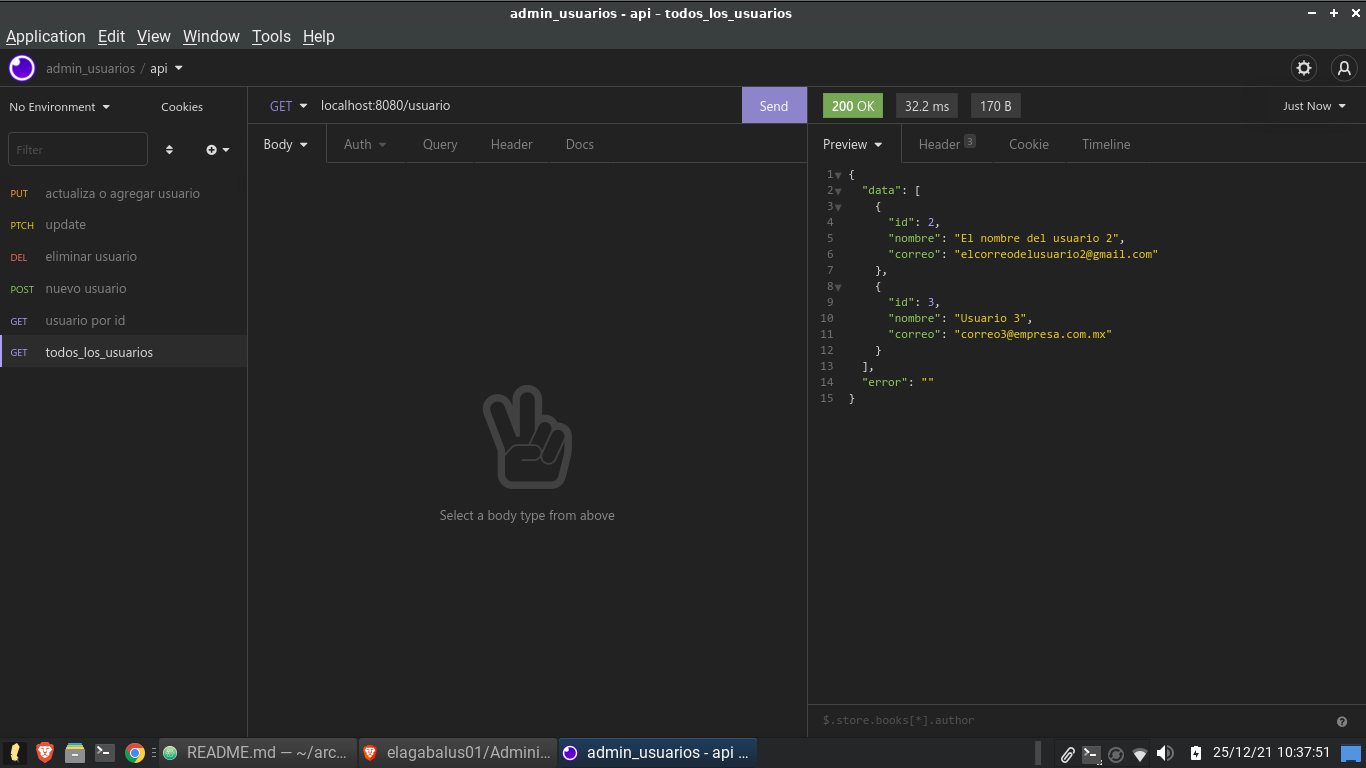 admin_usuarios - api – todos_los_usuarios
Application Edit View Window Tools Help
admin_usuarios / api
No Environment Cookies
GET localhost:8080/usuario Send
200 OK 32.2 ms 170 B Just Now
Filter
Body Auth Query Header Docs
Preview Header 3 Cookie Timeline
PUT actualiza o agregar usuario
PTCH update
DEL eliminar usuario
POST nuevo usuario
GET usuario por id
GET todos_los_usuarios
Select a body type from above
1 {
2 "data": [
3 {
4 "id": 2,
5 "nombre": "El nombre del usuario 2",
6 "correo": "elcorreodelusuario2@gmail.com"
7 },
8 {
9 "id": 3,
10 "nombre": "Usuario 3",
11 "correo": "correo3@empresa.com.mx"
12 }
13 ],
14 "error": ""
15 }
$.store.books[*].author
README.md — ~/arc... elagabalus01/Admini... admin_usuarios - api ... 25/12/21 10:37:51